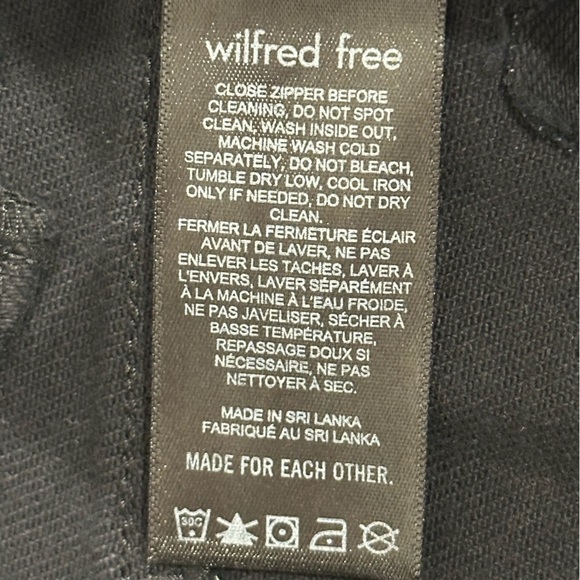 wilfred free
CLOSE ZIPPER BEFORE
CLEANING, DO NOT SPOT
CLEAN, WASH INSIDE OUT,
MACHINE WASH COLD
SEPARATELY, DO NOT BLEACH,
TUMBLE DRY LOW, COOL IRON
ONLY IF NEEDED, DO NOT DRY
CLEAN.
FERMER LA FERMETURE ÉCLAIR
AVANT DE LAVER, NE PAS
ENLEVER LES TACHES, LAVER À
L'ENVERS, LAVER SÉPARÉMENT
À LA MACHINE À L'EAU FROIDE,
NE PAS JAVELISER, SÉCHER À
BASSE TEMPÉRATURE,
REPASSAGE DOUX SI
NÉCESSAIRE, NE PAS
NETTOYER À SEC.
MADE IN SRI LANKA
FABRIQUÉ AU SRI LANKA
MADE FOR EACH OTHER.
30C